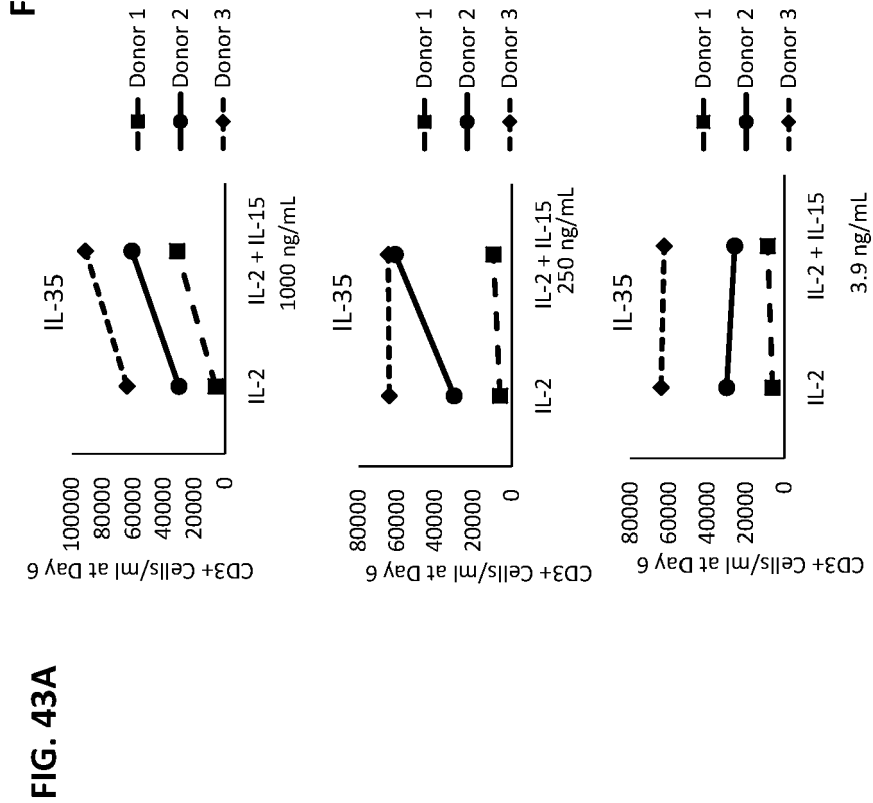 FIG. 43A
F
IL-35
CD3+ Cells/ml at Day 6
100000
80000
60000
40000
20000
0
IL-2
IL-2 + IL-15
1000 ng/mL
Donor 1
Donor 2
Donor 3
IL-35
CD3+ Cells/ml at Day 6
80000
60000
40000
20000
0
IL-2
IL-2 + IL-15
250 ng/mL
Donor 1
Donor 2
Donor 3
IL-35
CD3+ Cells/ml at Day 6
80000
60000
40000
20000
0
IL-2
IL-2 + IL-15
3.9 ng/mL
Donor 1
Donor 2
Donor 3